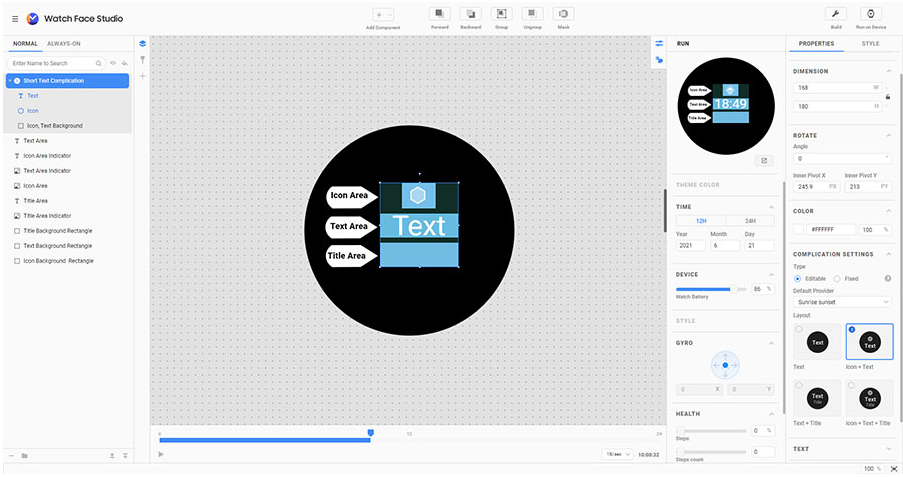 Watch Face Studio
Add Component
Forward
Backward
Group
Ungroup
Mask
Build
Run on Device
NORMAL
ALWAYS-ON
Enter Name to Search
Short Text Complication
Text
Icon
Icon, Text Background
Text Area
Icon Area Indicator
Text Area Indicator
Icon Area
Title Area
Title Area Indicator
Title Background Rectangle
Text Background Rectangle
Icon Background Rectangle
Icon Area
Text Area
Title Area
Text
12
24
18/sec
10:08:32
RUN
Icon Area
Text Area
Title Area
18:49
THEME COLOR
TIME
12H
24H
Year
Month
Day
2021
6
21
DEVICE
86 %
Watch Battery
STYLE
GYRO
0 X
0 Y
HEALTH
0 %
Steps
0
Steps count
PROPERTIES
STYLE
DIMENSION
168 W
180 H
ROTATE
Angle
0 °
Inner Pivot X
Inner Pivot Y
245.9 PX
213 PY
COLOR
#FFFFFF
100 %
COMPLICATION SETTINGS
Type
Editable
Fixed
?
Default Provider
Sunrise sunset
Layout
Text
Text
Text
Icon + Text
Text
Title
Text
Title
Text + Title
Icon + Text + Title
TEXT
100 %